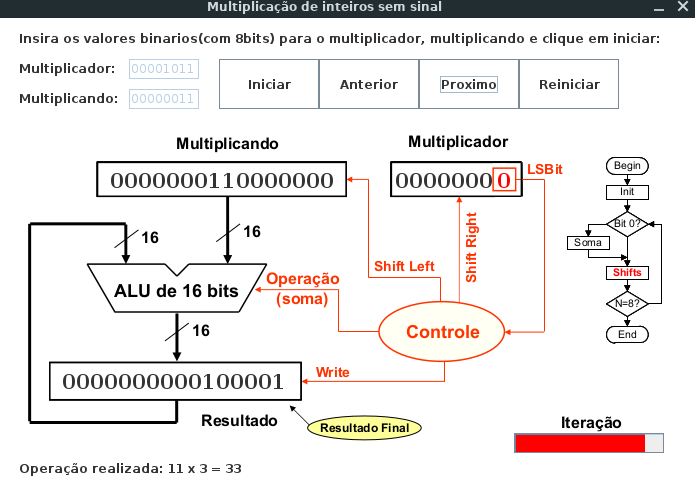 Multiplicação de inteiros sem sinal
Insira os valores binarios(com 8bits) para o multiplicador, multiplicando e clique em iniciar:
Multiplicador: 00001011
Multiplicando: 00000011
Iniciar Anterior Proximo Reiniciar
Multiplicando
Multiplicador
0000000110000000
00000000
LSBit
Begin
Init
Bit 0?
Soma
Shifts
N=8?
End
16
16
Shift Left
Shift Right
Operação
(soma)
ALU de 16 bits
Controle
16
Write
0000000000100001
Resultado
Resultado Final
Iteração
Operação realizada: 11 x 3 = 33